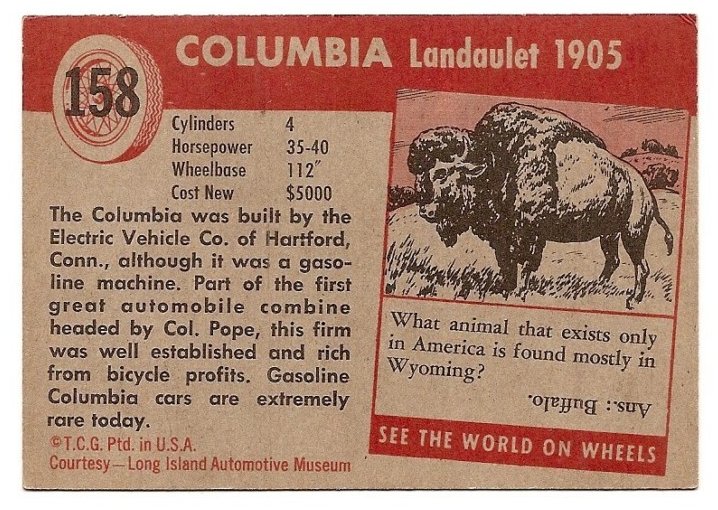 COLUMBIA Landaulet 1905
158
Cylinders 4
Horsepower 35-40
Wheelbase 112"
Cost New $5000
The Columbia was built by the
Electric Vehicle Co. of Hartford,
Conn., although it was a gaso-
line machine. Part of the first
great automobile combine
headed by Col. Pope, this firm
was well established and rich
from bicycle profits. Gasoline
Columbia cars are extremely
rare today.
©T.C.G. Ptd. in U.S.A.
Courtesy—Long Island Automotive Museum
What animal that exists only
in America is found mostly in
Wyoming?
Ans.: Buffalo.
SEE THE WORLD ON WHEELS